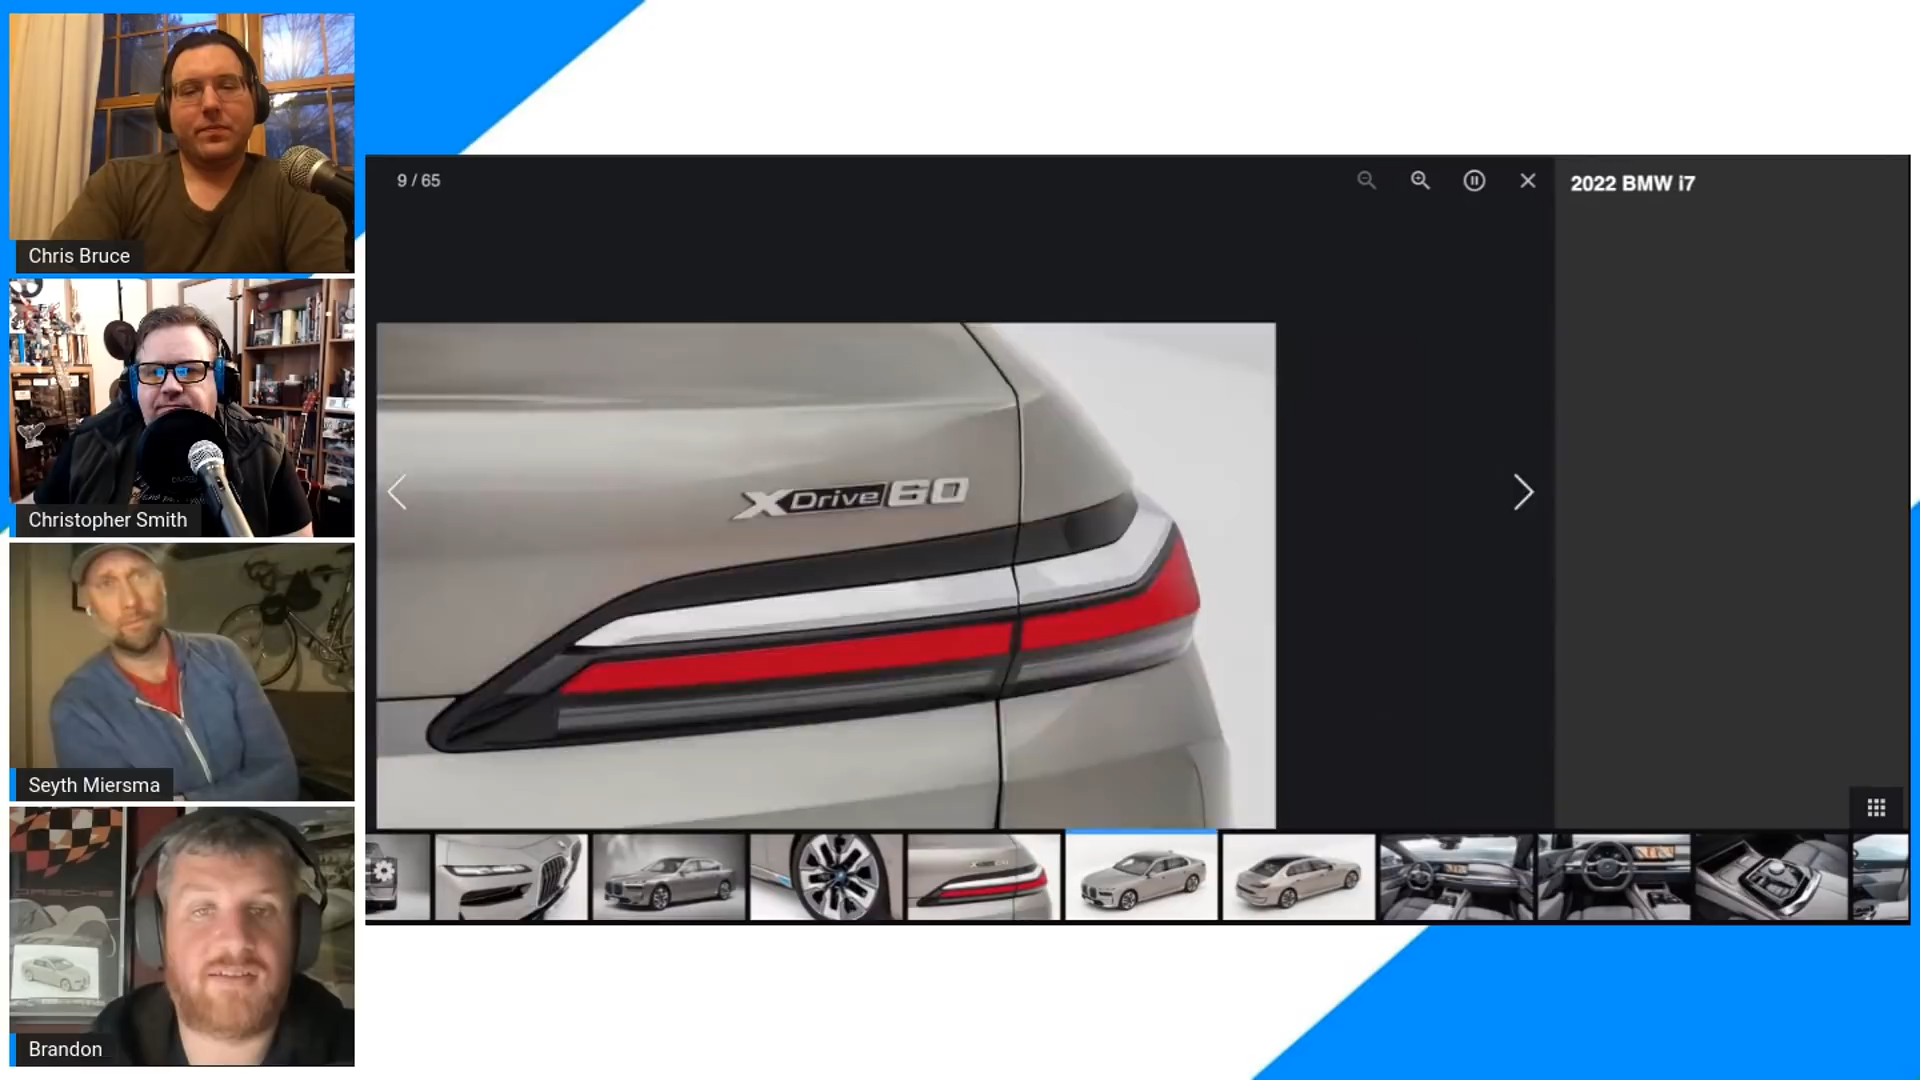 Chris Bruce
Christopher Smith
Seyth Miersma
Brandon
9 / 65
2022 BMW i7
XDrive60